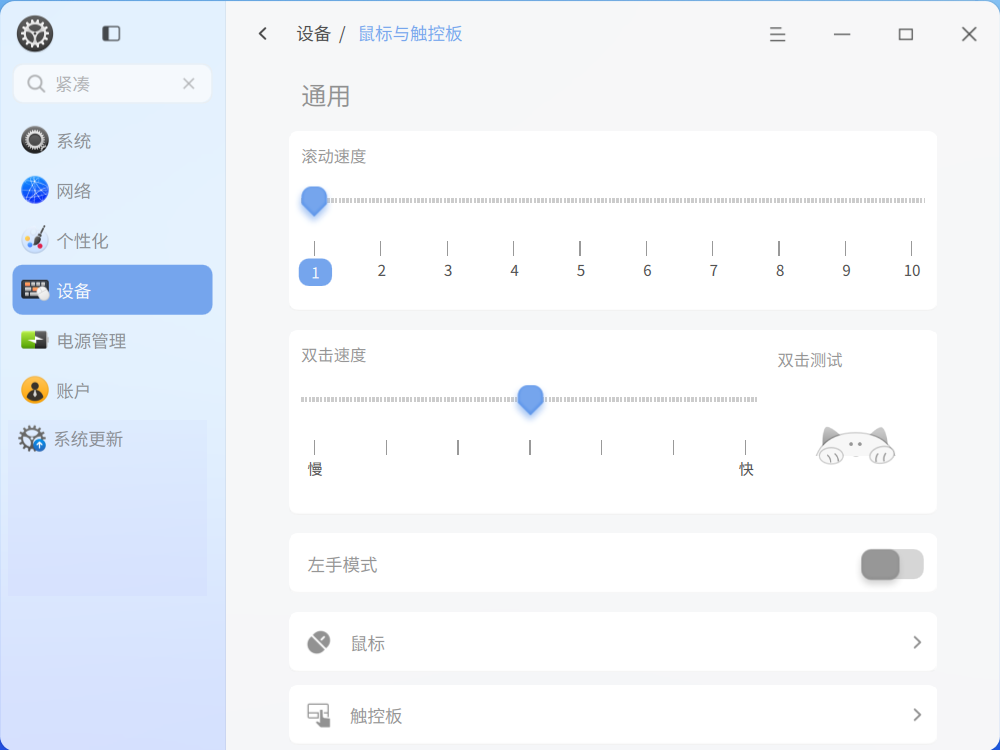 设备 / 鼠标与触控板
紧凑
系统
网络
个性化
设备
电源管理
账户
系统更新
通用
滚动速度
1 2 3 4 5 6 7 8 9 10
双击速度
双击测试
慢 快
左手模式
鼠标
触控板